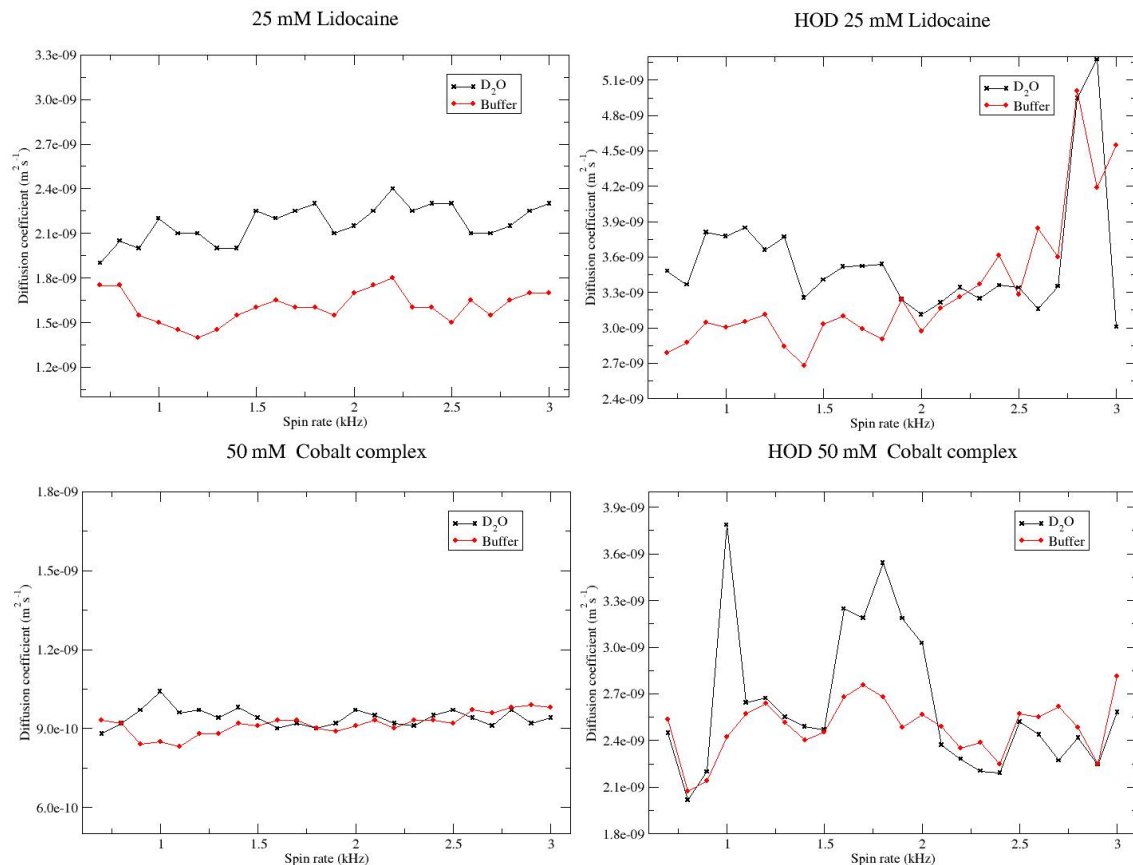 25 mM Lidocaine
3.3e-09
3.0e-09
2.7e-09
2.4e-09
2.1e-09
1.8e-09
1.5e-09
1.2e-09
Diffusion coefficient (m² s⁻¹)
D₂O
Buffer
1 1.5 2 2.5 3
Spin rate (kHz)
HOD 25 mM Lidocaine
5.1e-09
4.8e-09
4.5e-09
4.2e-09
3.9e-09
3.6e-09
3.3e-09
3.0e-09
2.7e-09
2.4e-09
Diffusion coefficient (m² s⁻¹)
D₂O
Buffer
1 1.5 2 2.5 3
Spin rate (kHz)
50 mM Cobalt complex
1.8e-09
1.5e-09
1.2e-09
9.0e-10
6.0e-10
Diffusion coefficient (m² s⁻¹)
D₂O
Buffer
1 1.5 2 2.5 3
Spin rate (kHz)
HOD 50 mM Cobalt complex
3.9e-09
3.6e-09
3.3e-09
3.0e-09
2.7e-09
2.4e-09
2.1e-09
1.8e-09
Diffusion coefficient (m² s⁻¹)
D₂O
Buffer
1 1.5 2 2.5 3
Spin rate (kHz)